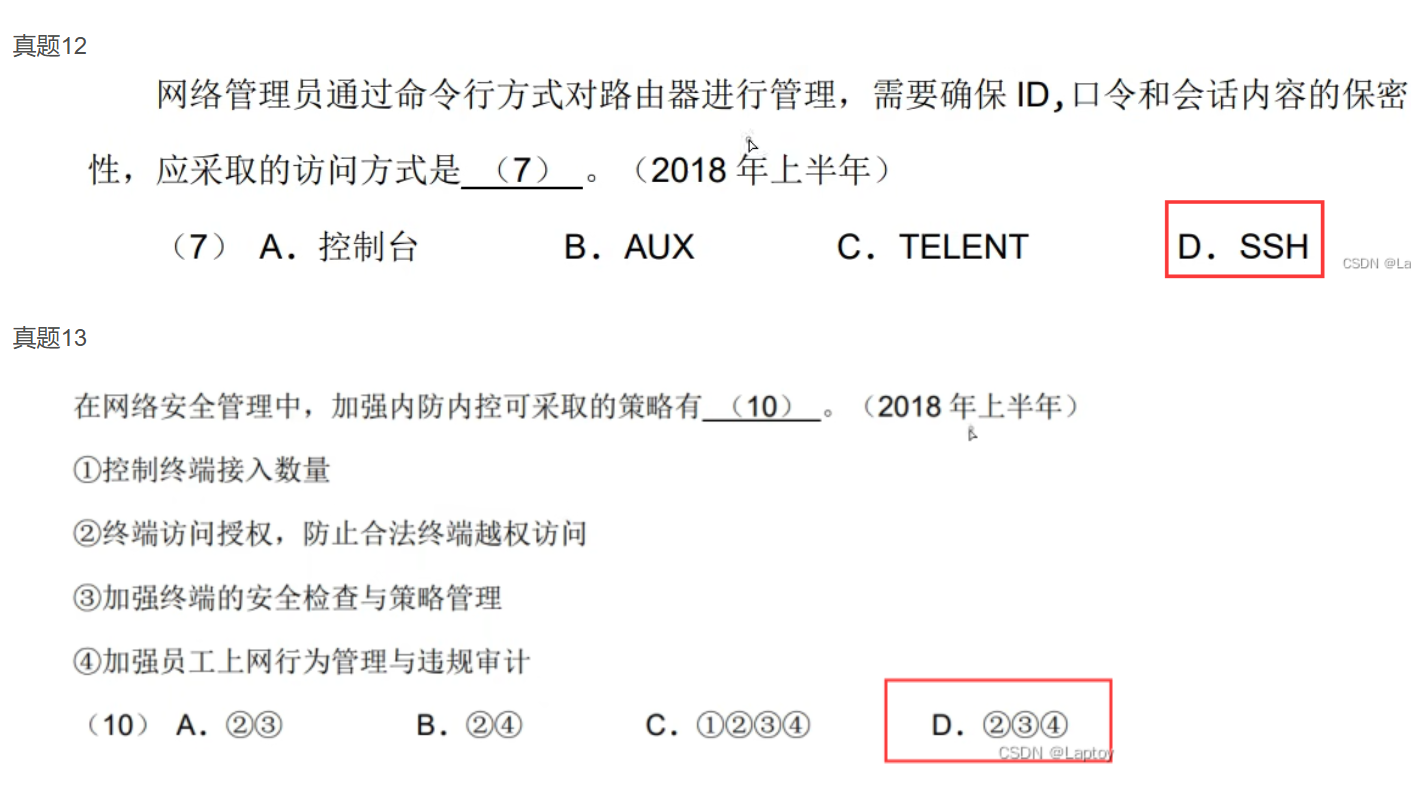 真题12
网络管理员通过命令行方式对路由器进行管理，需要确保 ID,口令和会话内容的保密
性，应采取的访问方式是 （7） 。（2018 年上半年）
（7） A．控制台 B．AUX C．TELENT D．SSH
CSDN @La
真题13
在网络安全管理中，加强内防内控可采取的策略有 （10） 。（2018 年上半年）
①控制终端接入数量
②终端访问授权，防止合法终端越权访问
③加强终端的安全检查与策略管理
④加强员工上网行为管理与违规审计
（10） A．②③ B．②④ C．①②③④ D．②③④
CSDN @Laptoy